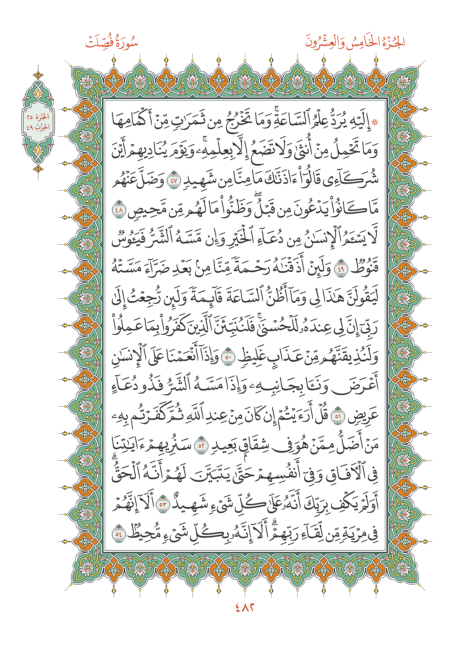 الجُزْءُ الخَامِسُ وَالعِشْرُونَ
سُورَةُ فُصِّلَتْ
الجزء ٢٥
الحزب ٤٩
۞ إِلَيۡهِ يُرَدُّ عِلۡمُ ٱلسَّاعَةِۚ وَمَا تَخۡرُجُ مِن ثَمَرَٰتٖ مِّنۡ أَكۡمَامِهَا
وَمَا تَحۡمِلُ مِنۡ أُنثَىٰ وَلَا تَضَعُ إِلَّا بِعِلۡمِهِۦۚ وَيَوۡمَ يُنَادِيهِمۡ أَيۡنَ
شُرَكَآءِي قَالُوٓاْ ءَاذَنَّٰكَ مَا مِنَّا مِن شَهِيدٖ ٤٧ وَضَلَّ عَنۡهُم
مَّا كَانُواْ يَدۡعُونَ مِن قَبۡلُۖ وَظَنُّواْ مَا لَهُم مِّن مَّحِيصٖ ٤٨
لَّا يَسۡـَٔمُ ٱلۡإِنسَٰنُ مِن دُعَآءِ ٱلۡخَيۡرِ وَإِن مَّسَّهُ ٱلشَّرُّ فَيَـُٔوسٞ
قَنُوطٞ ٤٩ وَلَئِنۡ أَذَقۡنَٰهُ رَحۡمَةٗ مِّنَّا مِنۢ بَعۡدِ ضَرَّآءَ مَسَّتۡهُ
لَيَقُولَنَّ هَٰذَا لِي وَمَآ أَظُنُّ ٱلسَّاعَةَ قَآئِمَةٗ وَلَئِن رُّجِعۡتُ إِلَىٰ
رَبِّيٓ إِنَّ لِي عِندَهُۥ لَلۡحُسۡنَىٰۚ فَلَنُنَبِّئَنَّ ٱلَّذِينَ كَفَرُواْ بِمَا عَمِلُواْ
وَلَنُذِيقَنَّهُم مِّنۡ عَذَابٍ غَلِيظٖ ٥٠ وَإِذَآ أَنۡعَمۡنَا عَلَى ٱلۡإِنسَٰنِ
أَعۡرَضَ وَنَـَٔا بِجَانِبِهِۦ وَإِذَا مَسَّهُ ٱلشَّرُّ فَذُو دُعَآءٍ
عَرِيضٖ ٥١ قُلۡ أَرَءَيۡتُمۡ إِن كَانَ مِنۡ عِندِ ٱللَّهِ ثُمَّ كَفَرۡتُم بِهِۦ
مَنۡ أَضَلُّ مِمَّنۡ هُوَ فِي شِقَاقِۭ بَعِيدٖ ٥٢ سَنُرِيهِمۡ ءَايَٰتِنَا
فِي ٱلۡأٓفَاقِ وَفِيٓ أَنفُسِهِمۡ حَتَّىٰ يَتَبَيَّنَ لَهُمۡ أَنَّهُ ٱلۡحَقُّۗ
أَوَلَمۡ يَكۡفِ بِرَبِّكَ أَنَّهُۥ عَلَىٰ كُلِّ شَيۡءٖ شَهِيدٌ ٥٣ أَلَآ إِنَّهُمۡ
فِي مِرۡيَةٖ مِّن لِّقَآءِ رَبِّهِمۡۗ أَلَآ إِنَّهُۥ بِكُلِّ شَيۡءٖ مُّحِيطُۢ ٥٤
٤٨٢